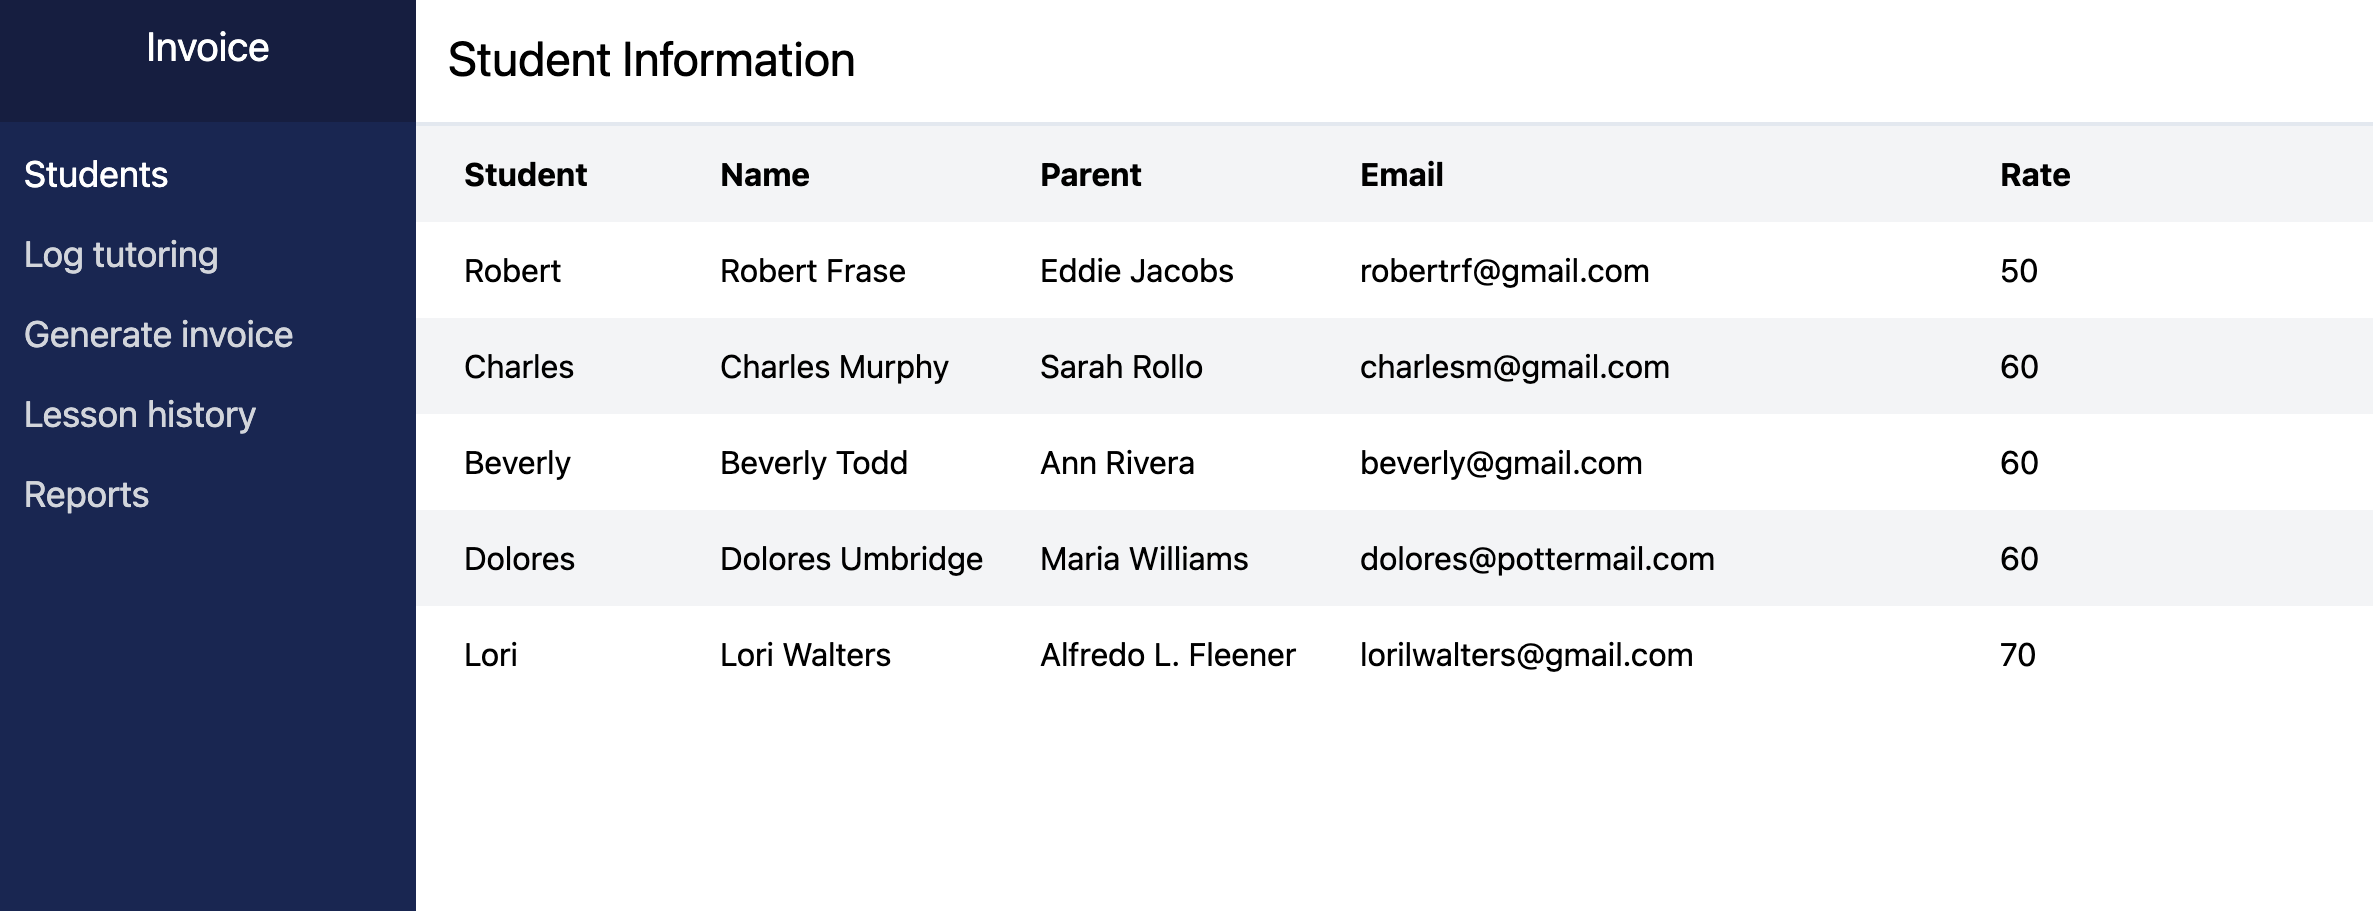 Invoice
Students
Log tutoring
Generate invoice
Lesson history
Reports
Student Information
Student Name Parent Email Rate
Robert Robert Frase Eddie Jacobs robertrf@gmail.com 50
Charles Charles Murphy Sarah Rollo charlesm@gmail.com 60
Beverly Beverly Todd Ann Rivera beverly@gmail.com 60
Dolores Dolores Umbridge Maria Williams dolores@pottermail.com 60
Lori Lori Walters Alfredo L. Fleener lorilwalters@gmail.com 70